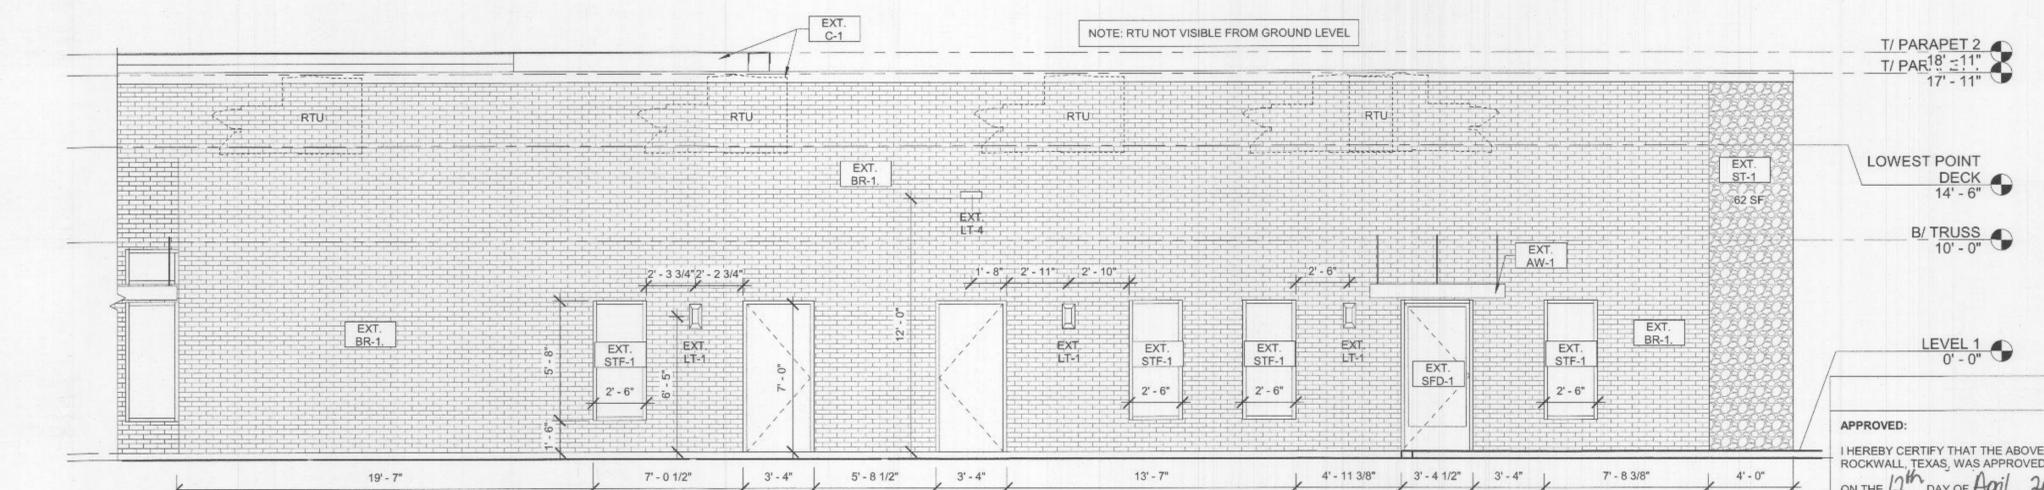 EXT.
C-1
NOTE: RTU NOT VISIBLE FROM GROUND LEVEL
T/ PARAPET 2
18' - 11"
T/ PAR
17' - 11"
RTU
RTU
RTU
RTU
EXT.
BR-1.
EXT.
ST-1
62 SF
LOWEST POINT
DECK
14' - 6"
EXT.
LT-4
B/ TRUSS
10' - 0"
EXT.
AW-1
2' - 3 3/4"
2' - 2 3/4"
1' - 8"
2' - 11"
2' - 10"
2' - 6"
EXT.
BR-1.
5' - 8"
EXT.
STF-1
2' - 6"
1' - 6"
EXT.
LT-1
6' - 5"
7' - 0"
12' - 0"
EXT.
LT-1
EXT.
STF-1
2' - 6"
EXT.
STF-1
2' - 6"
EXT.
LT-1
EXT.
SFD-1
EXT.
STF-1
2' - 6"
EXT.
BR-1.
LEVEL 1
0' - 0"
19' - 7"
7' - 0 1/2"
3' - 4"
5' - 8 1/2"
3' - 4"
13' - 7"
4' - 11 3/8"
3' - 4 1/2"
3' - 4"
7' - 8 3/8"
4' - 0"
APPROVED:
I HEREBY CERTIFY THAT THE ABOVE
ROCKWALL, TEXAS, WAS APPROVED
ON THE 12th DAY OF April